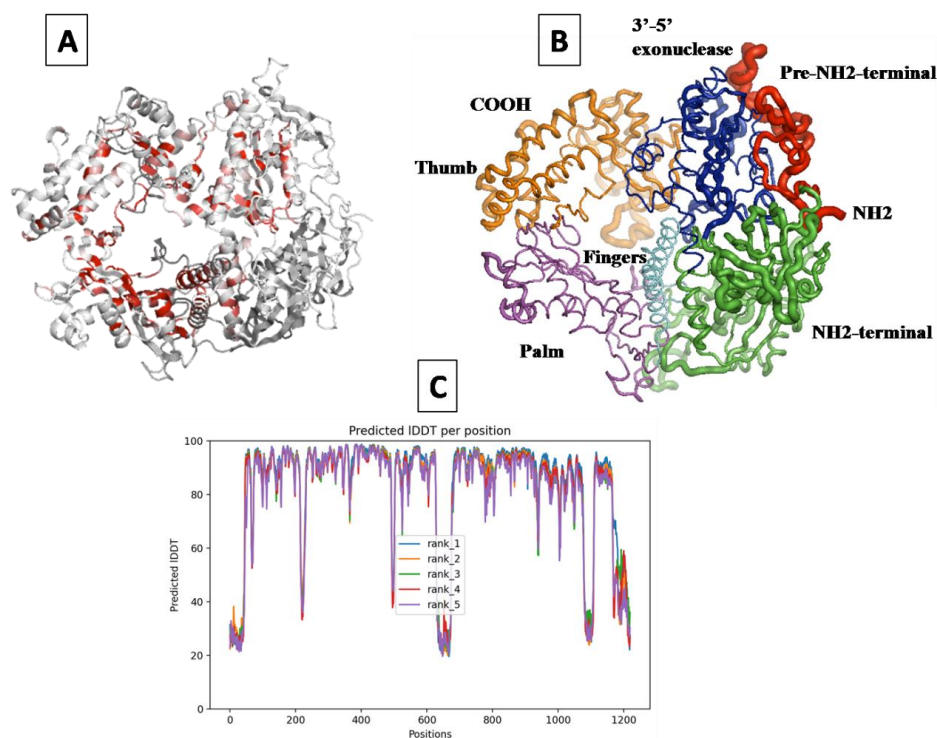 A
B
3’-5’
exonuclease
Pre-NH2-terminal
COOH
Thumb
NH2
Fingers
NH2-terminal
Palm
C
Predicted lDDT per position
100
80
60
40
20
0
Predicted lDDT
rank_1
rank_2
rank_3
rank_4
rank_5
0 200 400 600 800 1000 1200
Positions